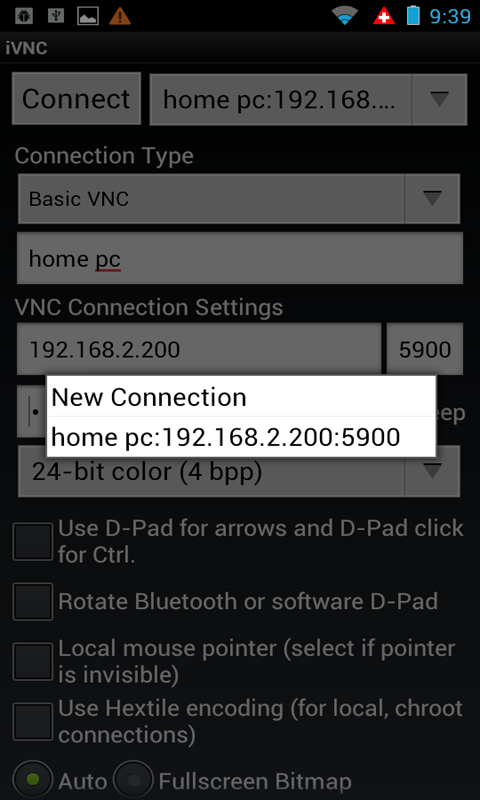 9:39
iVNC
Connect
home pc:192.168....
Connection Type
Basic VNC
home pc
VNC Connection Settings
192.168.2.200
5900
New Connection
home pc:192.168.2.200:5900
24-bit color (4 bpp)
Use D-Pad for arrows and D-Pad click
for Ctrl.
Rotate Bluetooth or software D-Pad
Local mouse pointer (select if pointer
is invisible)
Use Hextile encoding (for local, chroot
connections)
Auto
Fullscreen Bitmap